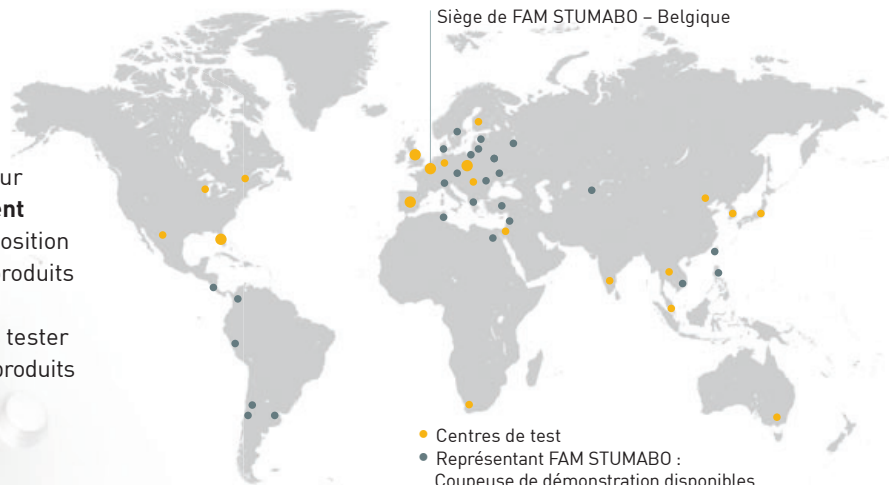 Siège de FAM STUMABO – Belgique
ur
ent
osition
roduits
tester
produits
Centres de test
Représentant FAM STUMABO :
Coupeuse de démonstration disponibles